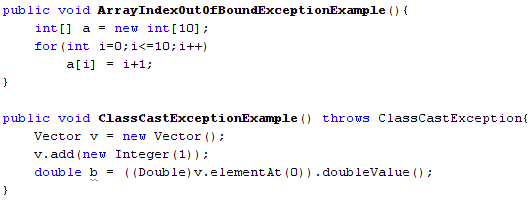 public void ArrayIndexOutOfBoundExceptionExample(){
    int[] a = new int[10];
    for(int i=0;i<=10;i++)
        a[i] = i+1;
}

public void ClassCastExceptionExample() throws ClassCastException{
    Vector v = new Vector();
    v.add(new Integer(1));
    double b = ((Double)v.elementAt(0)).doubleValue();
}